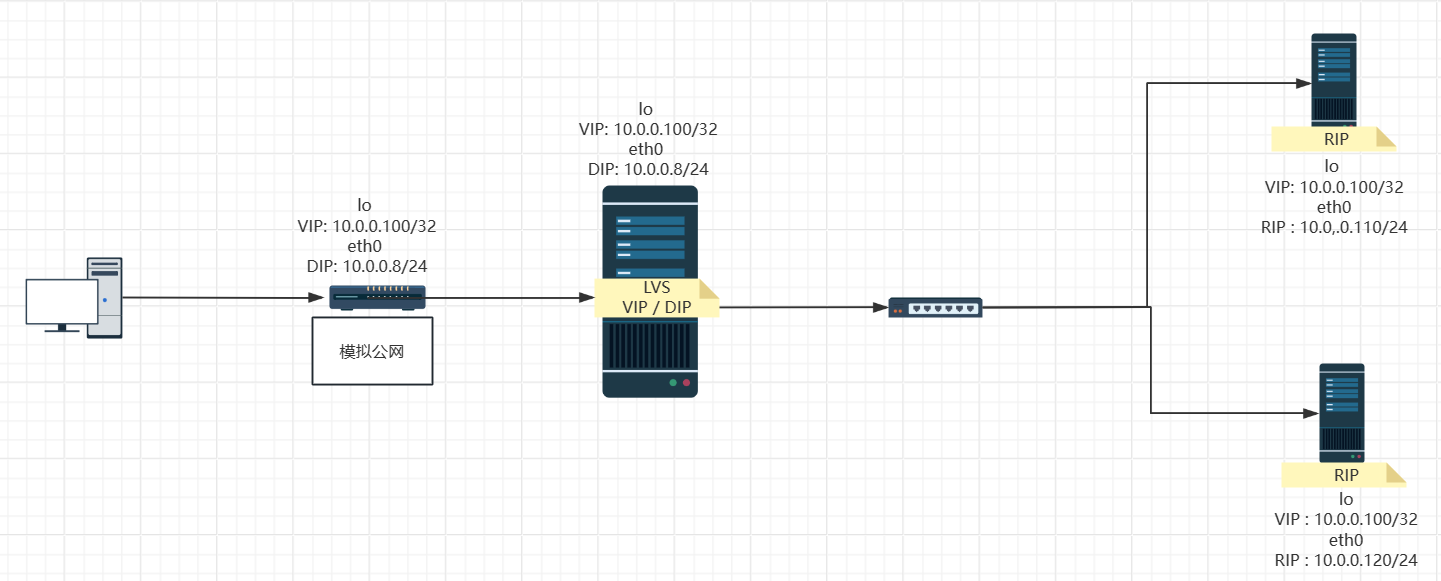 lo
VIP: 10.0.0.100/32
eth0
DIP: 10.0.0.8/24
模拟公网
lo
VIP: 10.0.0.100/32
eth0
DIP: 10.0.0.8/24
LVS
VIP / DIP
RIP
lo
VIP: 10.0.0.100/32
eth0
RIP : 10.0,.0.110/24
RIP
lo
VIP : 10.0.0.100/32
eth0
RIP : 10.0.0.120/24